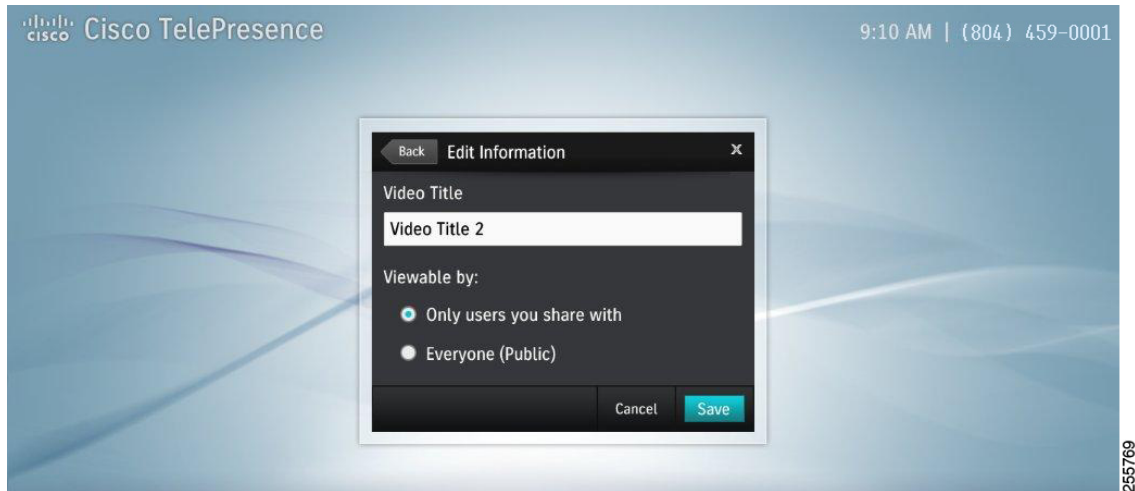 cisco Cisco TelePresence
9:10 AM | (804) 459-0001
Back Edit Information x
Video Title
Video Title 2
Viewable by:
Only users you share with
Everyone (Public)
Cancel Save
255769